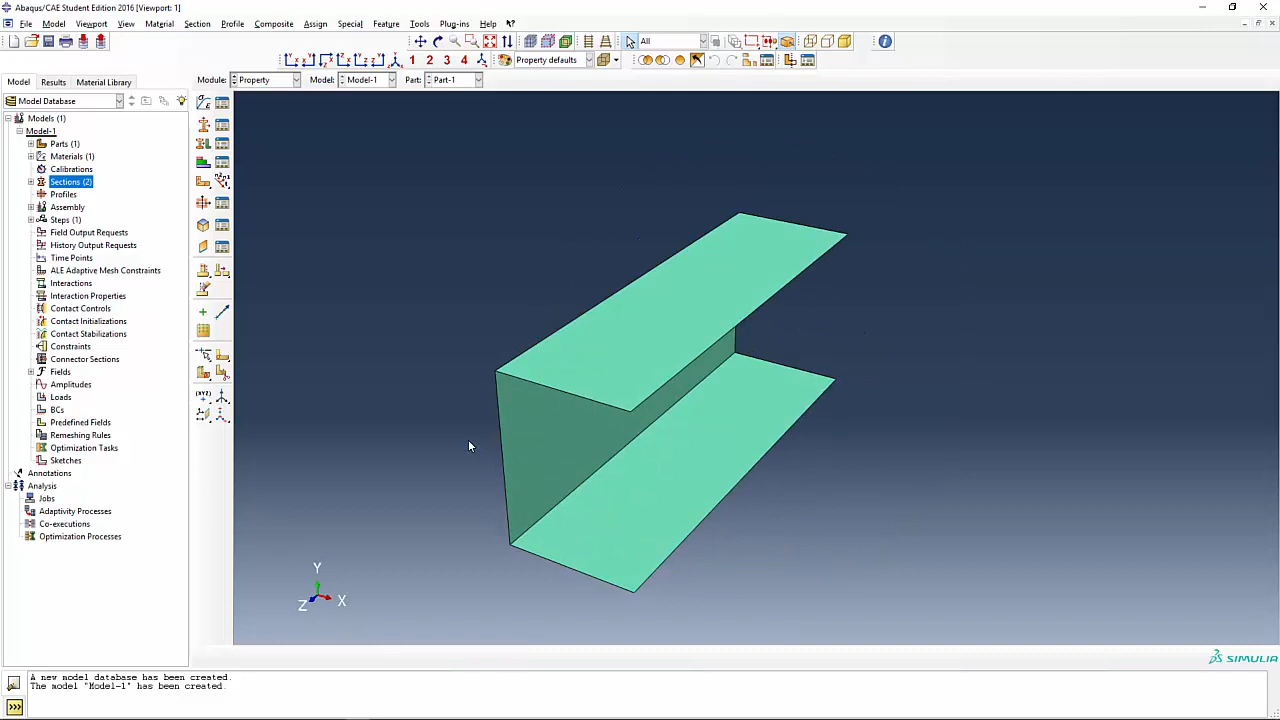 Abaqus/CAE Student Edition 2016 [Viewport: 1]
File Model Viewport View Material Section Profile Composite Assign Special Feature Tools Plug-ins Help
All
1 2 3 4 Property defaults
Model Results Material Library
Module: Property Model: Model-1 Part: Part-1
Model Database
Models (1)
Model-1
Parts (1)
Materials (1)
Calibrations
Sections (2)
Profiles
Assembly
Steps (1)
Field Output Requests
History Output Requests
Time Points
ALE Adaptive Mesh Constraints
Interactions
Interaction Properties
Contact Controls
Contact Initializations
Contact Stabilizations
Constraints
Connector Sections
Fields
Amplitudes
Loads
BCs
Predefined Fields
Remeshing Rules
Optimization Tasks
Sketches
Annotations
Analysis
Jobs
Adaptivity Processes
Co-executions
Optimization Processes
Y
Z X
SIMULIA
A new model database has been created.
The model "Model-1" has been created.
>>>